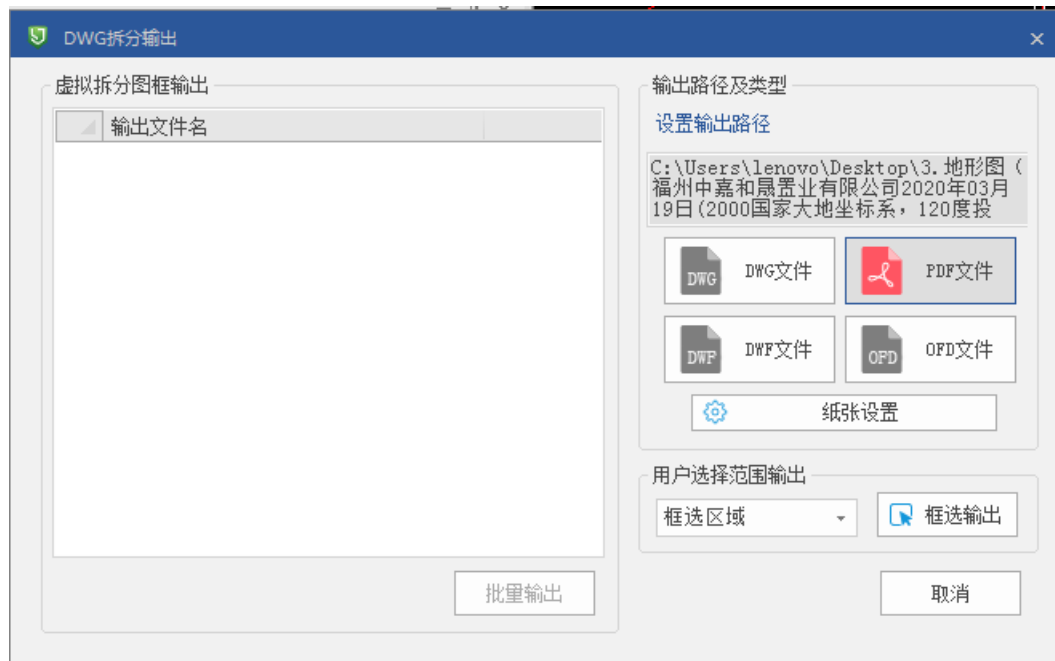 DWG拆分输出
虚拟拆分图框输出
输出文件名
批量输出
输出路径及类型
设置输出路径
C:\Users\lenovo\Desktop\3.地形图（
福州中嘉和晟置业有限公司2020年03月
19日(2000国家大地坐标系，120度投
DWG DWG文件
PDF文件
DWF DWF文件
OFD OFD文件
纸张设置
用户选择范围输出
框选区域
框选输出
取消